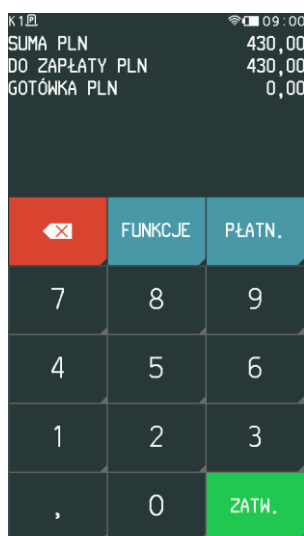 K1 09:00
SUMA PLN 430,00
DO ZAPŁATY PLN 430,00
GOTÓWKA PLN 0,00
FUNKCJE PŁATN.
7 8 9
4 5 6
1 2 3
, 0 ZATW.